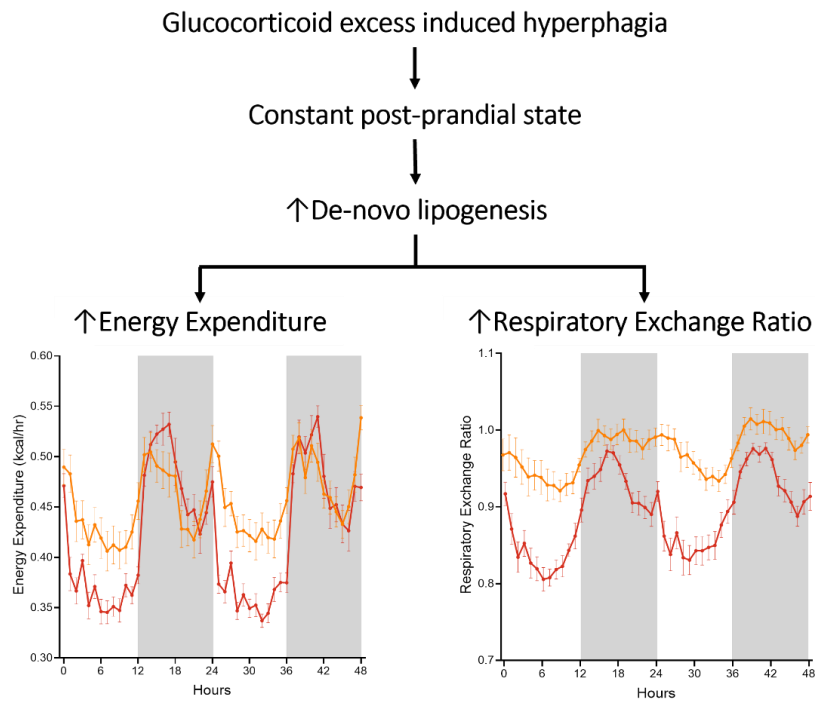 Glucocorticoid excess induced hyperphagia
Constant post-prandial state
↑De-novo lipogenesis
↑Energy Expenditure
↑Respiratory Exchange Ratio
Energy Expenditure (kcal/hr)
0.60
0.55
0.50
0.45
0.40
0.35
0.30
0 6 12 18 24 30 36 42 48
Hours
Respiratory Exchange Ratio
1.1
1.0
0.9
0.8
0.7
0 6 12 18 24 30 36 42 48
Hours